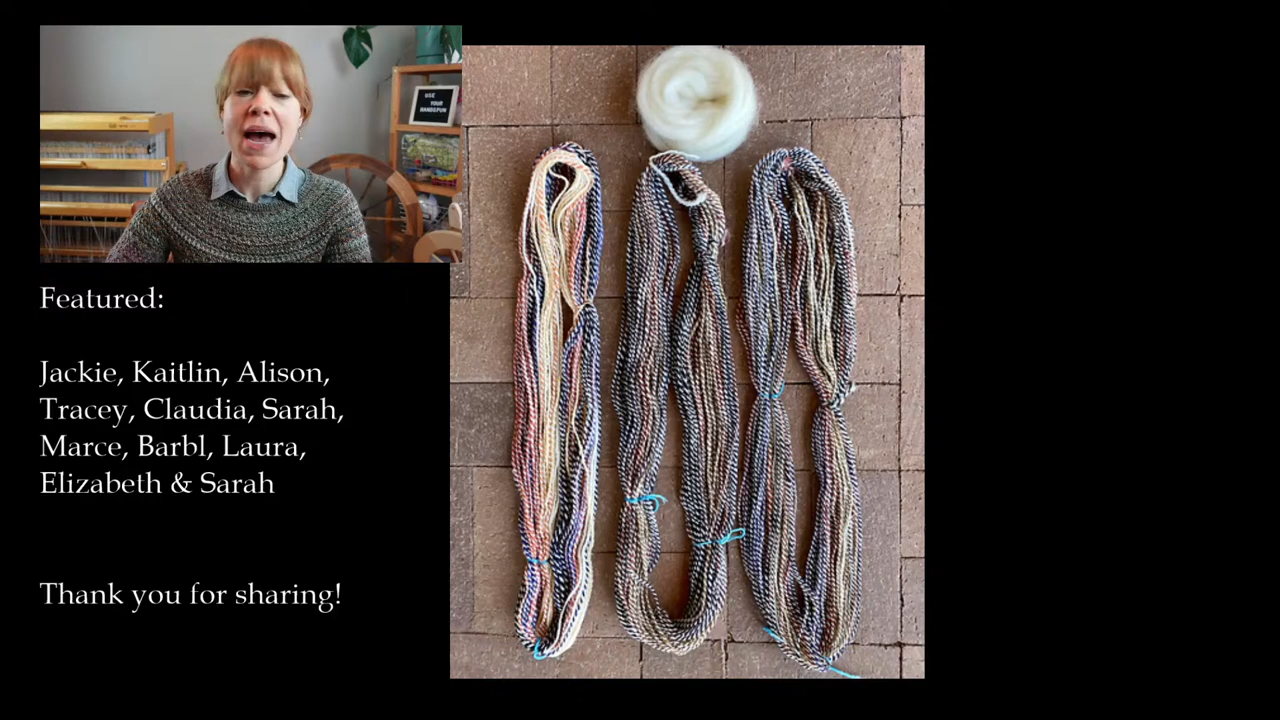 USE
YOUR
HANDSPUN
Featured:
Jackie, Kaitlin, Alison,
Tracey, Claudia, Sarah,
Marce, Barbl, Laura,
Elizabeth & Sarah
Thank you for sharing!